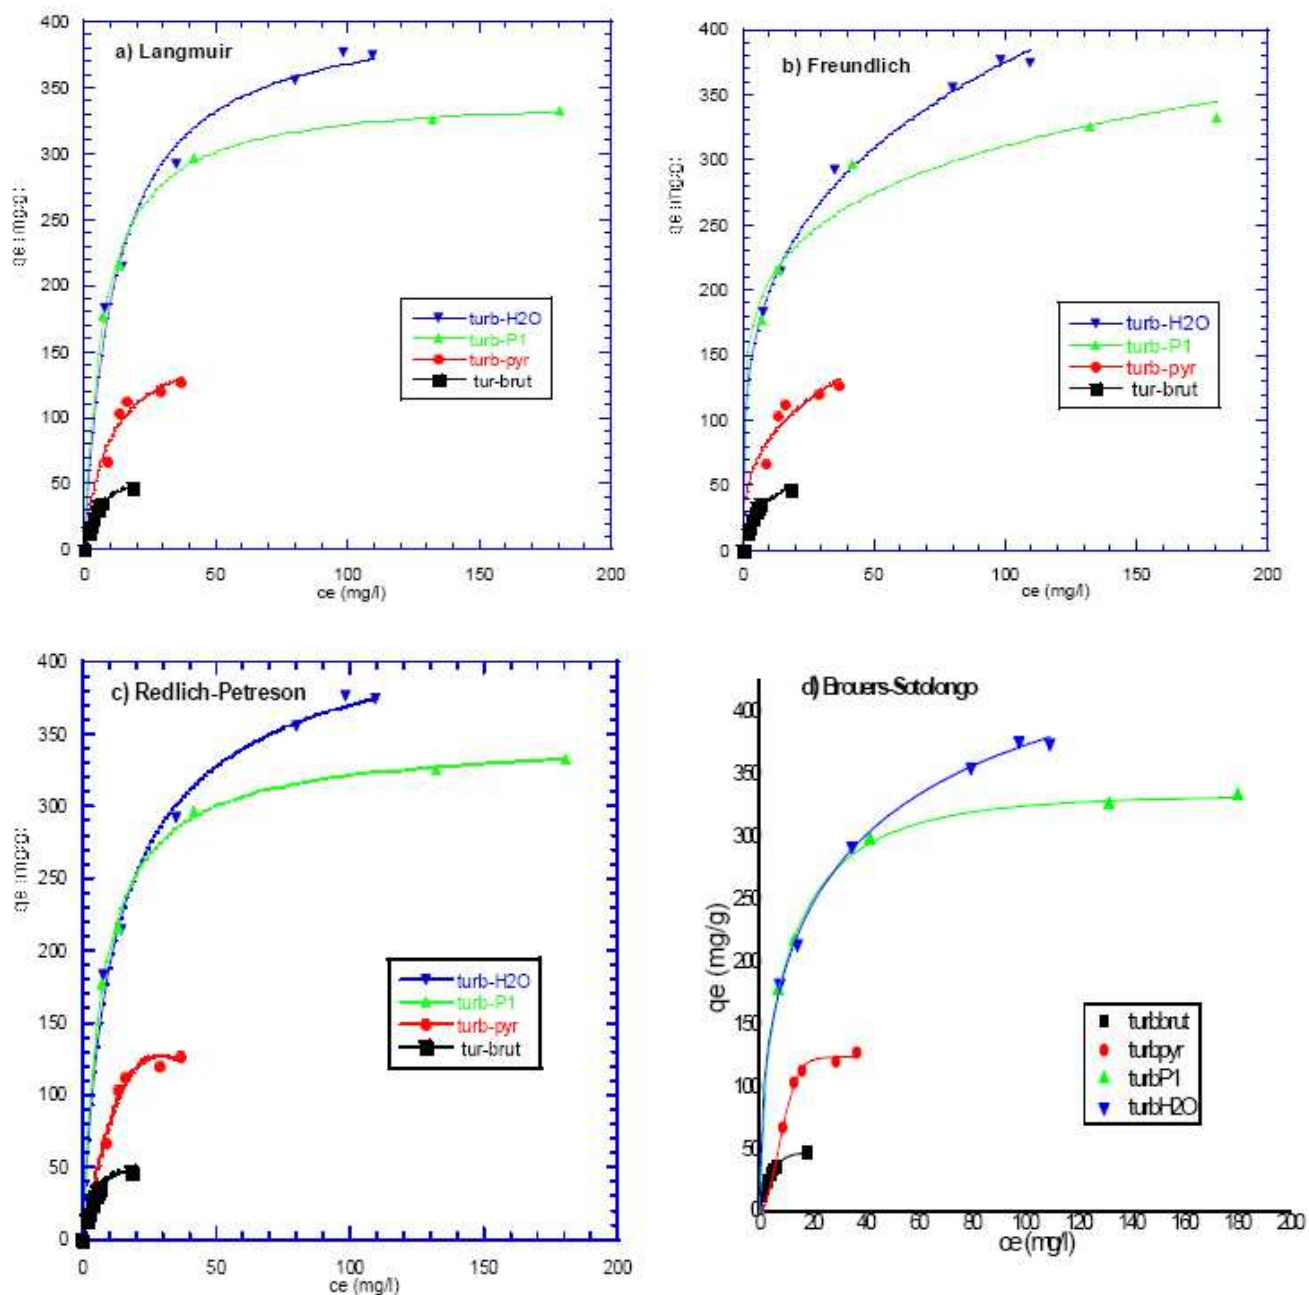 a) Langmuir
400
350
300
250
200
150
100
50
0
qe (mg/g)
turb-H2O
turb-P1
turb-pyr
tur-brut
0 50 100 150 200
ce (mg/l)
b) Freundlich
400
350
300
250
200
150
100
50
0
qe (mg/g)
turb-H2O
turb-P1
turb-pyr
tur-brut
0 50 100 150 200
ce (mg/l)
c) Redlich-Petreson
400
350
300
250
200
150
100
50
0
qe (mg/g)
turb-H2O
turb-P1
turb-pyr
tur-brut
0 50 100 150 200
ce (mg/l)
d) Brouers-Sotolongo
400
350
300
250
200
150
100
50
0
qe (mg/g)
turbbrut
turbpyr
turbP1
turbH2O
0 20 40 60 80 100 120 140 160 180 200
ce (mg/l)